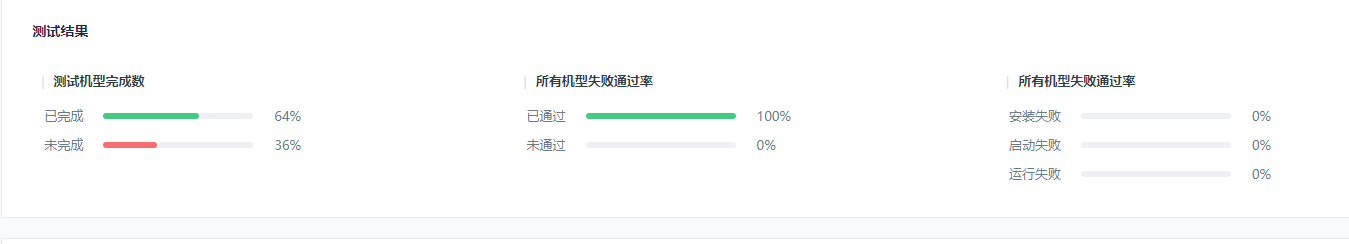 测试结果
测试机型完成数
已完成 64%
未完成 36%
所有机型失败通过率
已通过 100%
未通过 0%
所有机型失败通过率
安装失败 0%
启动失败 0%
运行失败 0%